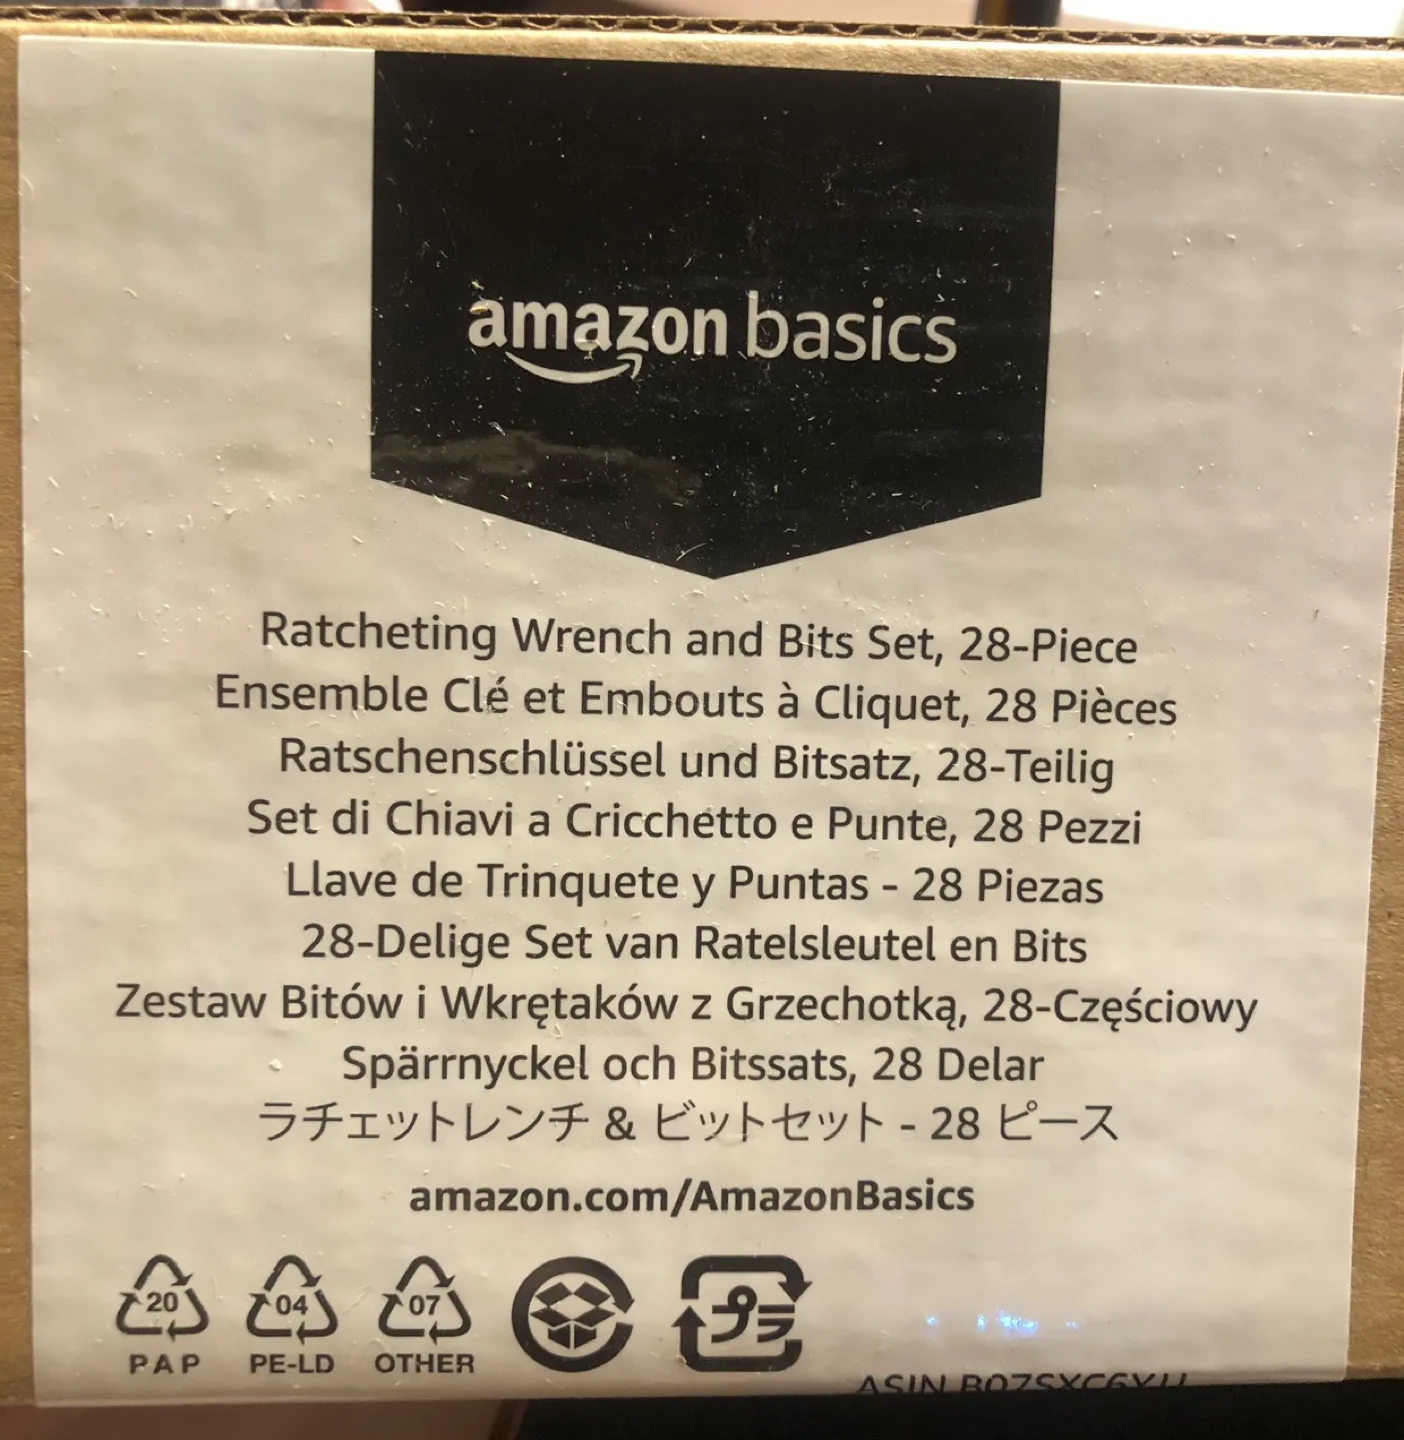 amazon basics
Ratcheting Wrench and Bits Set, 28-Piece
Ensemble Clé et Embouts à Cliquet, 28 Pièces
Ratschenschlüssel und Bitsatz, 28-Teilig
Set di Chiavi a Cricchetto e Punte, 28 Pezzi
Llave de Trinquete y Puntas - 28 Piezas
28-Delige Set van Ratelsleutel en Bits
Zestaw Bitów i Wkrętaków z Grzechotką, 28-Częściowy
Spärrnyckel och Bitssats, 28 Delar
ラチェットレンチ & ビットセット - 28 ピース
amazon.com/AmazonBasics
20 04 07 プラ
PAP PE-LD OTHER
ASIN